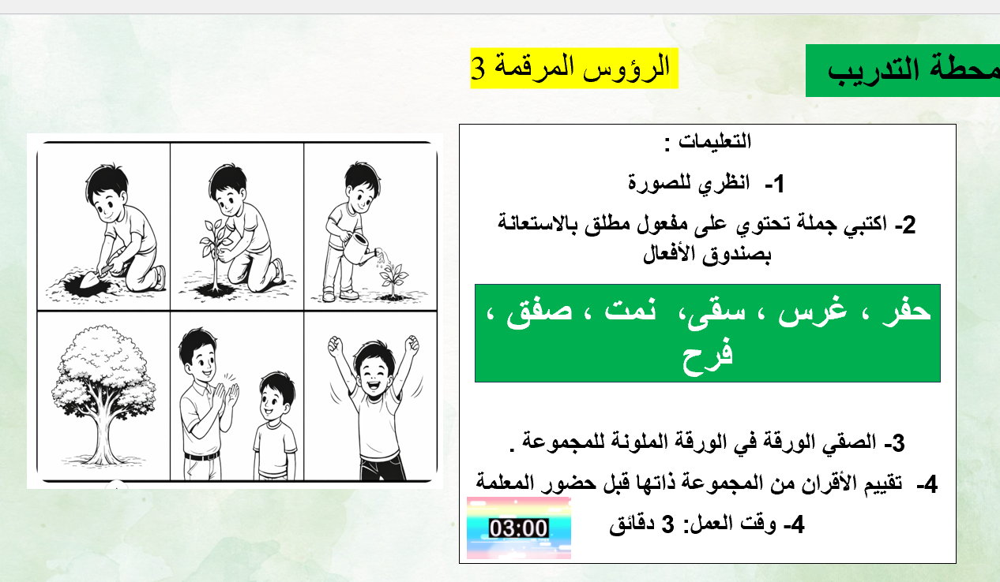 محطة التدريب
الرؤوس المرقمة 3
التعليمات :
1- انظري للصورة
2- اكتبي جملة تحتوي على مفعول مطلق بالاستعانة
بصندوق الأفعال
حفر ، غرس ، سقى، نمت ، صفق ،
فرح
3- الصقي الورقة في الورقة الملونة للمجموعة .
4- تقييم الأقران من المجموعة ذاتها قبل حضور المعلمة
4- وقت العمل: 3 دقائق
03:00